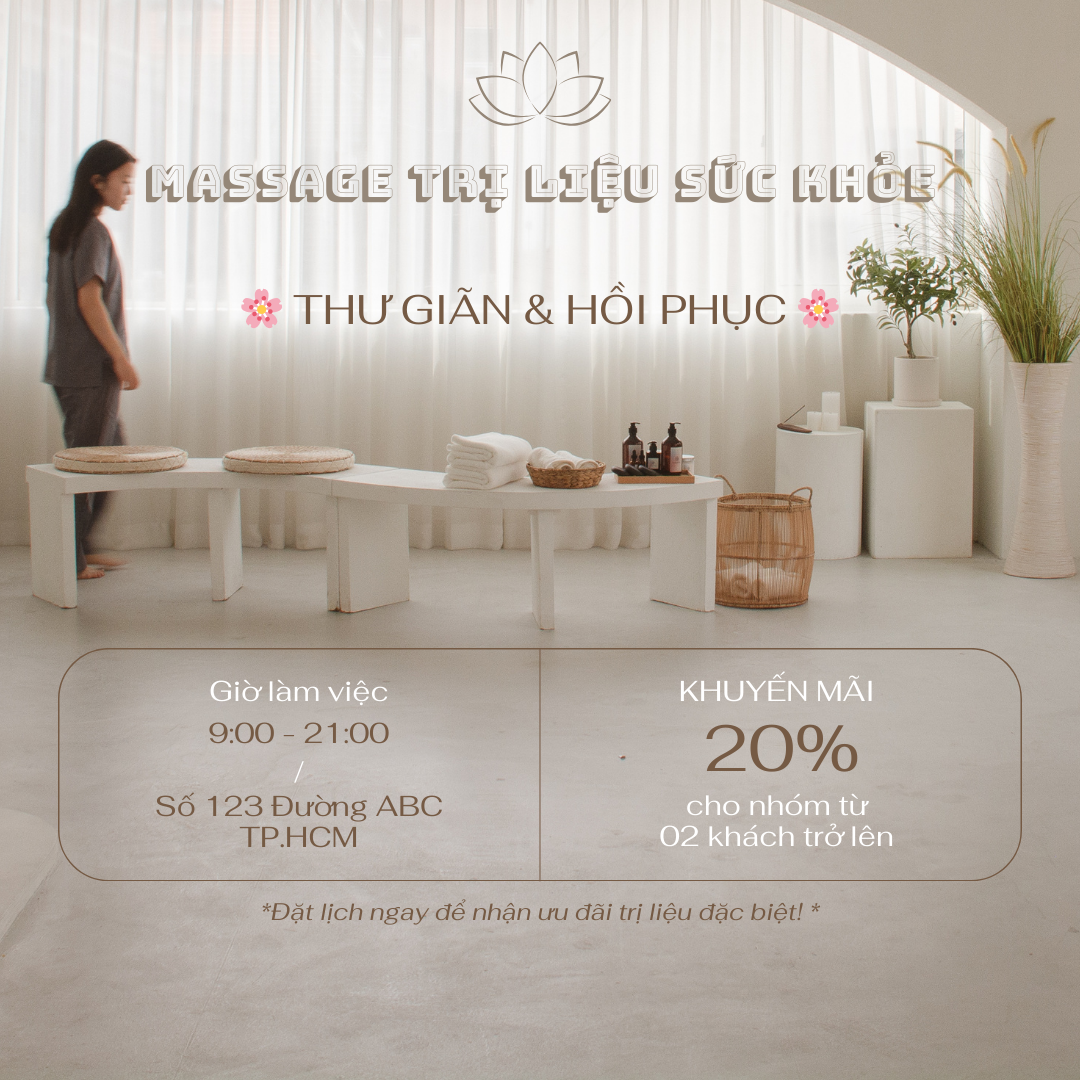 MASSAGE TRỊ LIỆU SỨC KHỎE
🌸 THƯ GIÃN & HỒI PHỤC 🌸
Giờ làm việc
9:00 - 21:00
/
Số 123 Đường ABC
TP.HCM
KHUYẾN MÃI
20%
cho nhóm từ
02 khách trở lên
*Đặt lịch ngay để nhận ưu đãi trị liệu đặc biệt! *